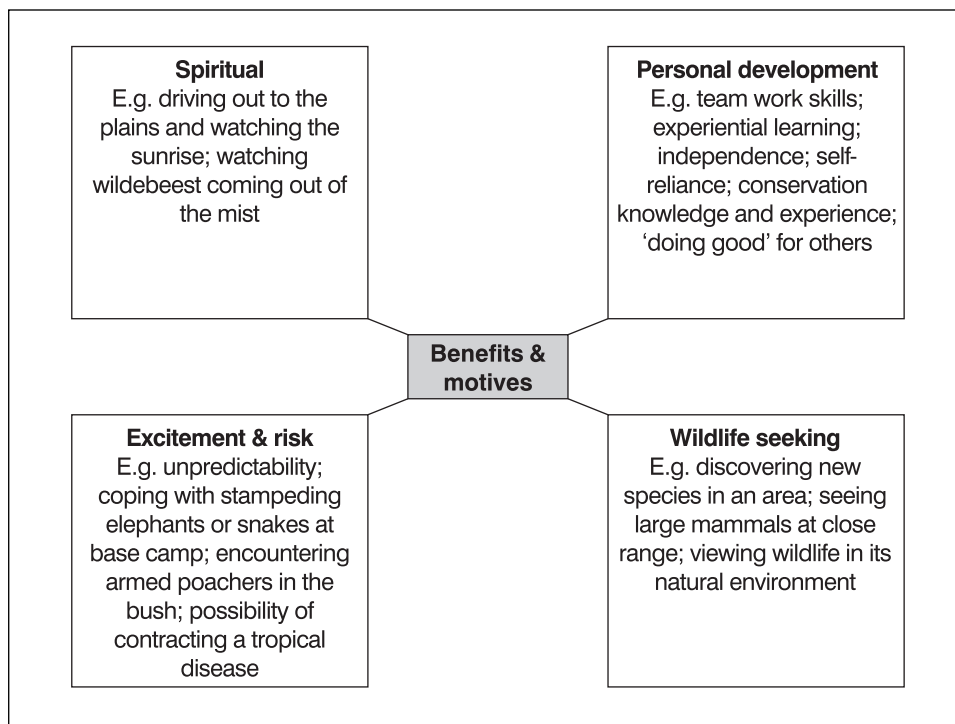 Spiritual
E.g. driving out to the
plains and watching the
sunrise; watching
wildebeest coming out of
the mist
Personal development
E.g. team work skills;
experiential learning;
independence; self-
reliance; conservation
knowledge and experience;
‘doing good’ for others
Benefits &
motives
Excitement & risk
E.g. unpredictability;
coping with stampeding
elephants or snakes at
base camp; encountering
armed poachers in the
bush; possibility of
contracting a tropical
disease
Wildlife seeking
E.g. discovering new
species in an area; seeing
large mammals at close
range; viewing wildlife in its
natural environment